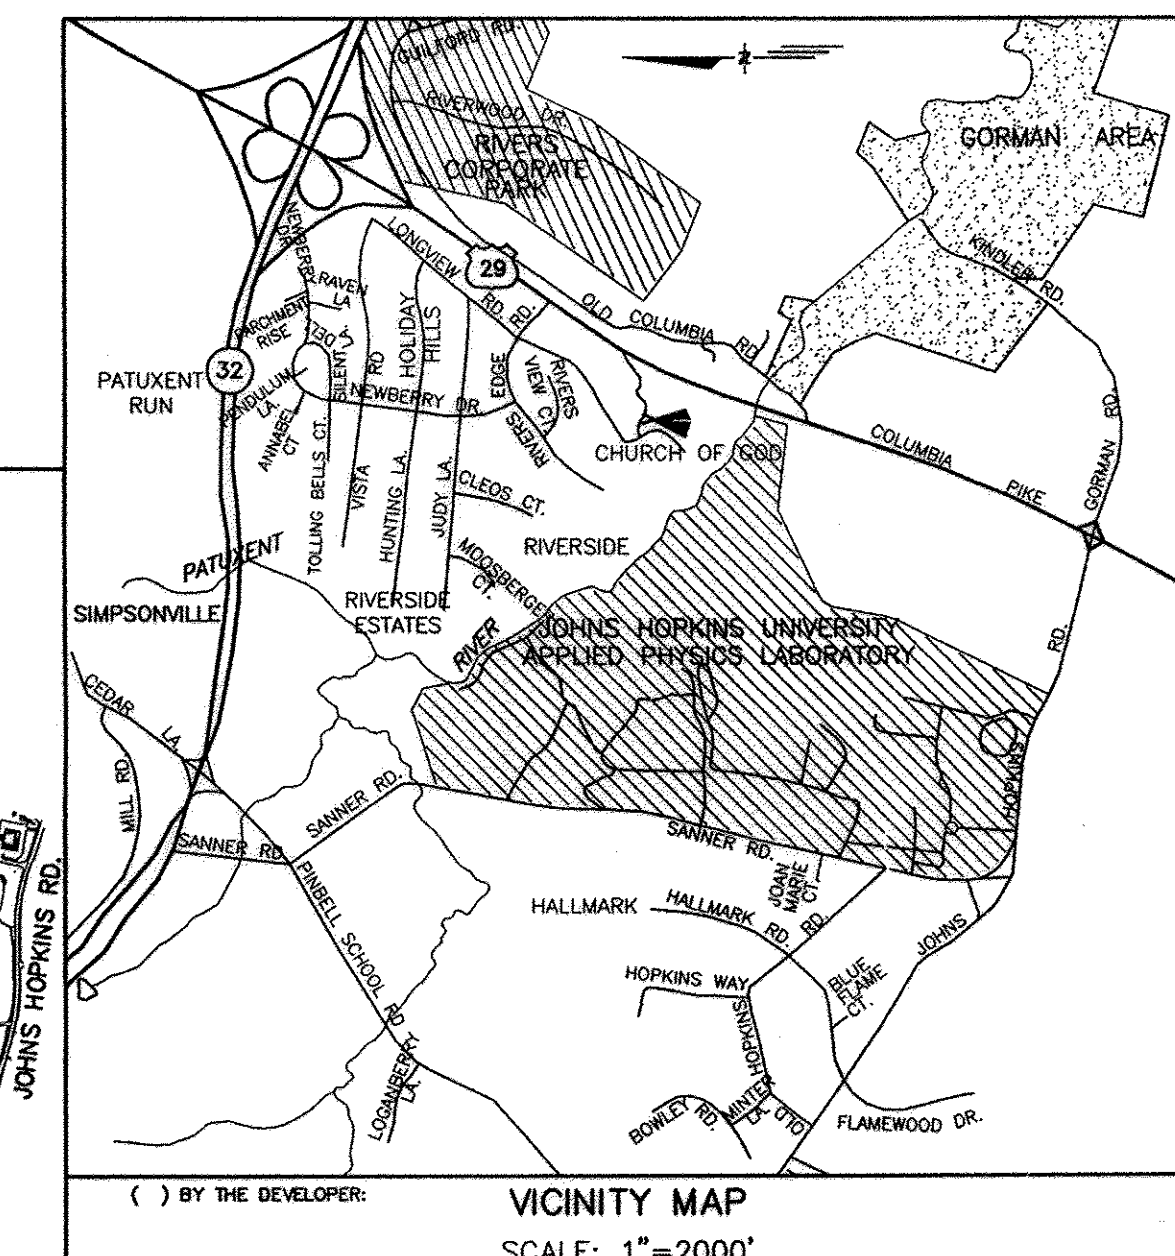 GUILFORD RD.
RIVERWOOD DR.
RIVERS
CORPORATE
PARK
GORMAN AREA
KINDLER RD.
NEWBERRY
DR.
LONGVIEW
RD.
29
RAVEN
LA
PARCHMENT
RISE
DEL
LA
HOLIDAY
HILLS
RD.
OLD COLUMBIA RD.
32
PATUXENT
RUN
PENDULUM
LA.
ANNABEL
CT
SILENT
RD
NEWBERRY DR.
EDGE
RIVERS
VIEW CT.
RIVERS
CHURCH OF GOD
COLUMBIA PIKE
GORMAN RD.
TOLLING BELLS CT.
VISTA
HUNTING LA.
JUDY LA.
CLEOS CT.
RIVERSIDE
MOOSBERGER
CT.
PATUXENT
SIMPSONVILLE
RIVERSIDE
ESTATES
RIVER
JOHNS HOPKINS UNIVERSITY
APPLIED PHYSICS LABORATORY
RD.
CEDAR LA.
MILL RD.
HOPKINS
SANNER RD.
SANNER RD.
SANNER RD.
JOAN
MARIE
CT.
JOHNS HOPKINS RD.
PINBELL SCHOOL RD
HALLMARK
HALLMARK RD.
RD.
JOHNS
HOPKINS WAY
BLUE
FLAME
CT.
HOPKINS
LOGANBERRY
LA.
BOWLEY RD.
MINTER
LA.
OLD
FLAMEWOOD DR.
( ) BY THE DEVELOPER:
VICINITY MAP
SCALE: 1"=2000'